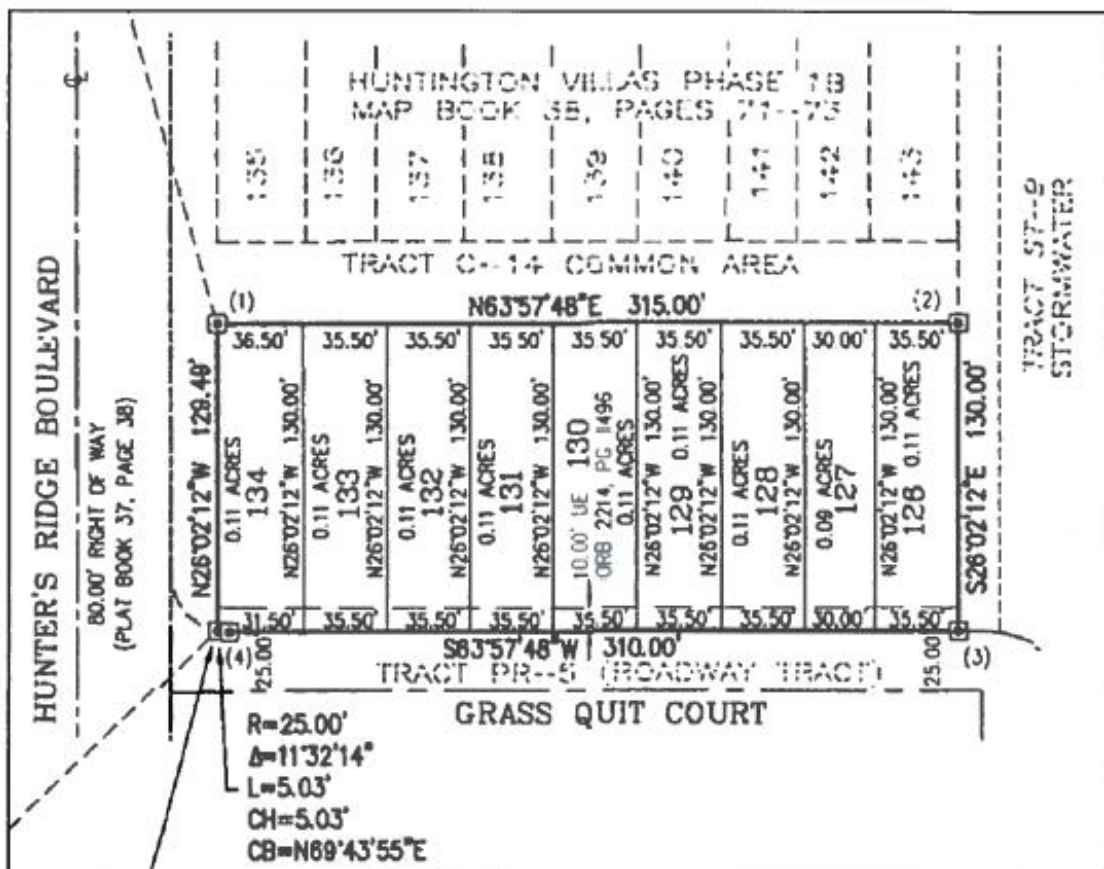 HUNTINGTON VILLAS PHASE 1B
MAP BOOK 38, PAGES 71--73
135
136
137
138
139
140
141
142
143
TRACT C--14 COMMON AREA
TRACT ST--9
STORMWATER
HUNTER'S RIDGE BOULEVARD
80.00' RIGHT OF WAY
(PLAT BOOK 37, PAGE 38)
(1)
N63°57'48"E 315.00'
(2)
36.50'
35.50'
35.50'
35.50'
35.50'
35.50'
35.50'
30.00'
35.50'
N26°02'12"W 129.49'
0.11 ACRES
134
N26°02'12"W 130.00'
0.11 ACRES
133
N26°02'12"W 130.00'
0.11 ACRES
132
N26°02'12"W 130.00'
0.11 ACRES
131
N26°02'12"W 130.00'
10.00' UE 130
ORB 2214, PG 11496
0.11 ACRES
N26°02'12"W 130.00'
129 0.11 ACRES
N26°02'12"W 130.00'
0.11 ACRES
128
0.09 ACRES
127
N26°02'12"W 130.00'
126 0.11 ACRES
S26°02'12"E 130.00'
31.50'
35.50'
35.50'
35.50'
35.50'
35.50'
35.50'
30.00'
35.50'
(4)
S63°57'48"W 310.00'
(3)
25.00
25.00
TRACT PR--5 (ROADWAY TRACT)
GRASS QUIT COURT
R=25.00'
Δ=11°32'14"
L=5.03'
CH=5.03'
CB=N69°43'55"E